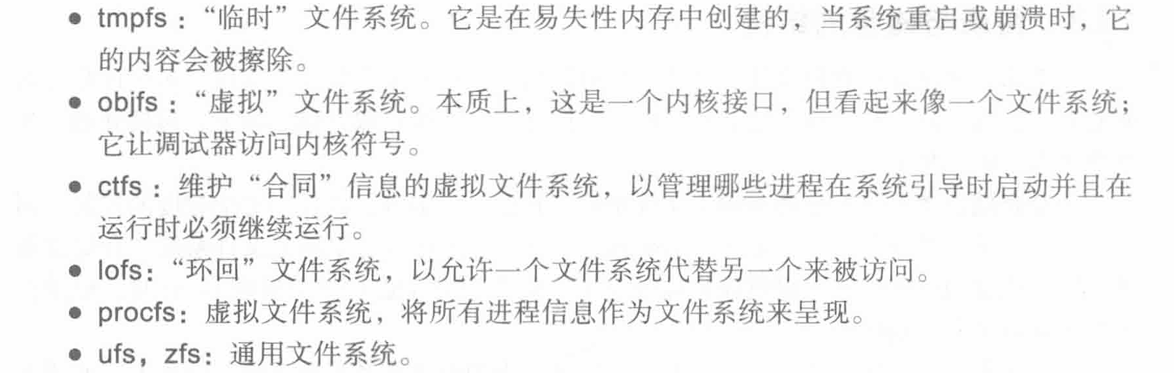 ● tmpfs：“临时”文件系统。它是在易失性内存中创建的，当系统重启或崩溃时，它
的内容会被擦除。
● objfs：“虚拟”文件系统。本质上，这是一个内核接口，但看起来像一个文件系统；
它让调试器访问内核符号。
● ctfs：维护“合同”信息的虚拟文件系统，以管理哪些进程在系统引导时启动并且在
运行时必须继续运行。
● lofs：“环回”文件系统，以允许一个文件系统代替另一个来被访问。
● procfs：虚拟文件系统，将所有进程信息作为文件系统来呈现。
● ufs，zfs：通用文件系统。